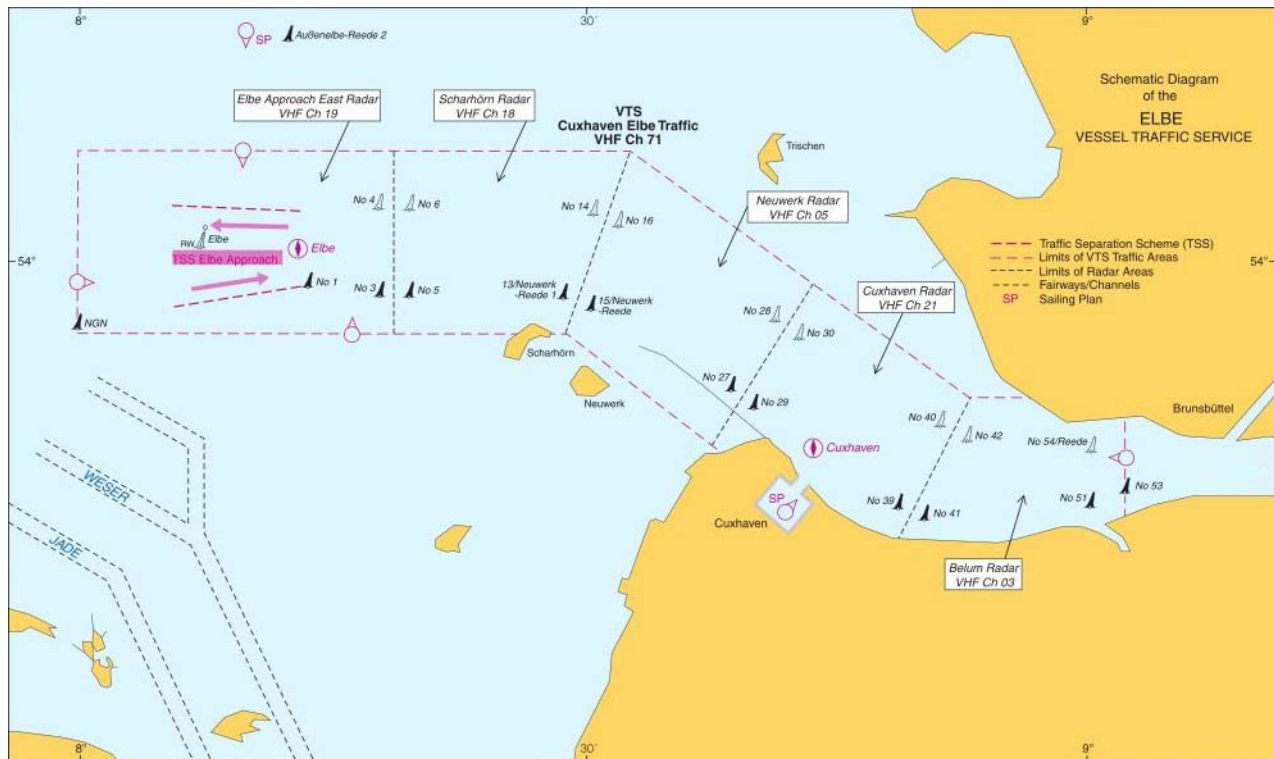 8°
30´
9°
SP
Außenelbe-Reede 2
Schematic Diagram
of the
ELBE
VESSEL TRAFFIC SERVICE
Elbe Approach East Radar
VHF Ch 19
Scharhörn Radar
VHF Ch 18
VTS
Cuxhaven Elbe Traffic
VHF Ch 71
Trischen
No 4
No 6
No 14
No 16
Neuwerk Radar
VHF Ch 05
RW
Elbe
Elbe
TSS Elbe Approach
54°
54°
Traffic Separation Scheme (TSS)
Limits of VTS Traffic Areas
Limits of Radar Areas
Fairways/Channels
SP
Sailing Plan
No 1
No 3
No 5
13/Neuwerk
-Reede 1
15/Neuwerk
-Reede
Cuxhaven Radar
VHF Ch 21
No 28
No 30
NGN
Scharhörn
Neuwerk
No 27
No 29
No 40
No 42
No 54/Reede
Brunsbüttel
Cuxhaven
WESER
JADE
SP
Cuxhaven
No 39
No 41
No 51
No 53
Belum Radar
VHF Ch 03
8°
30´
9°